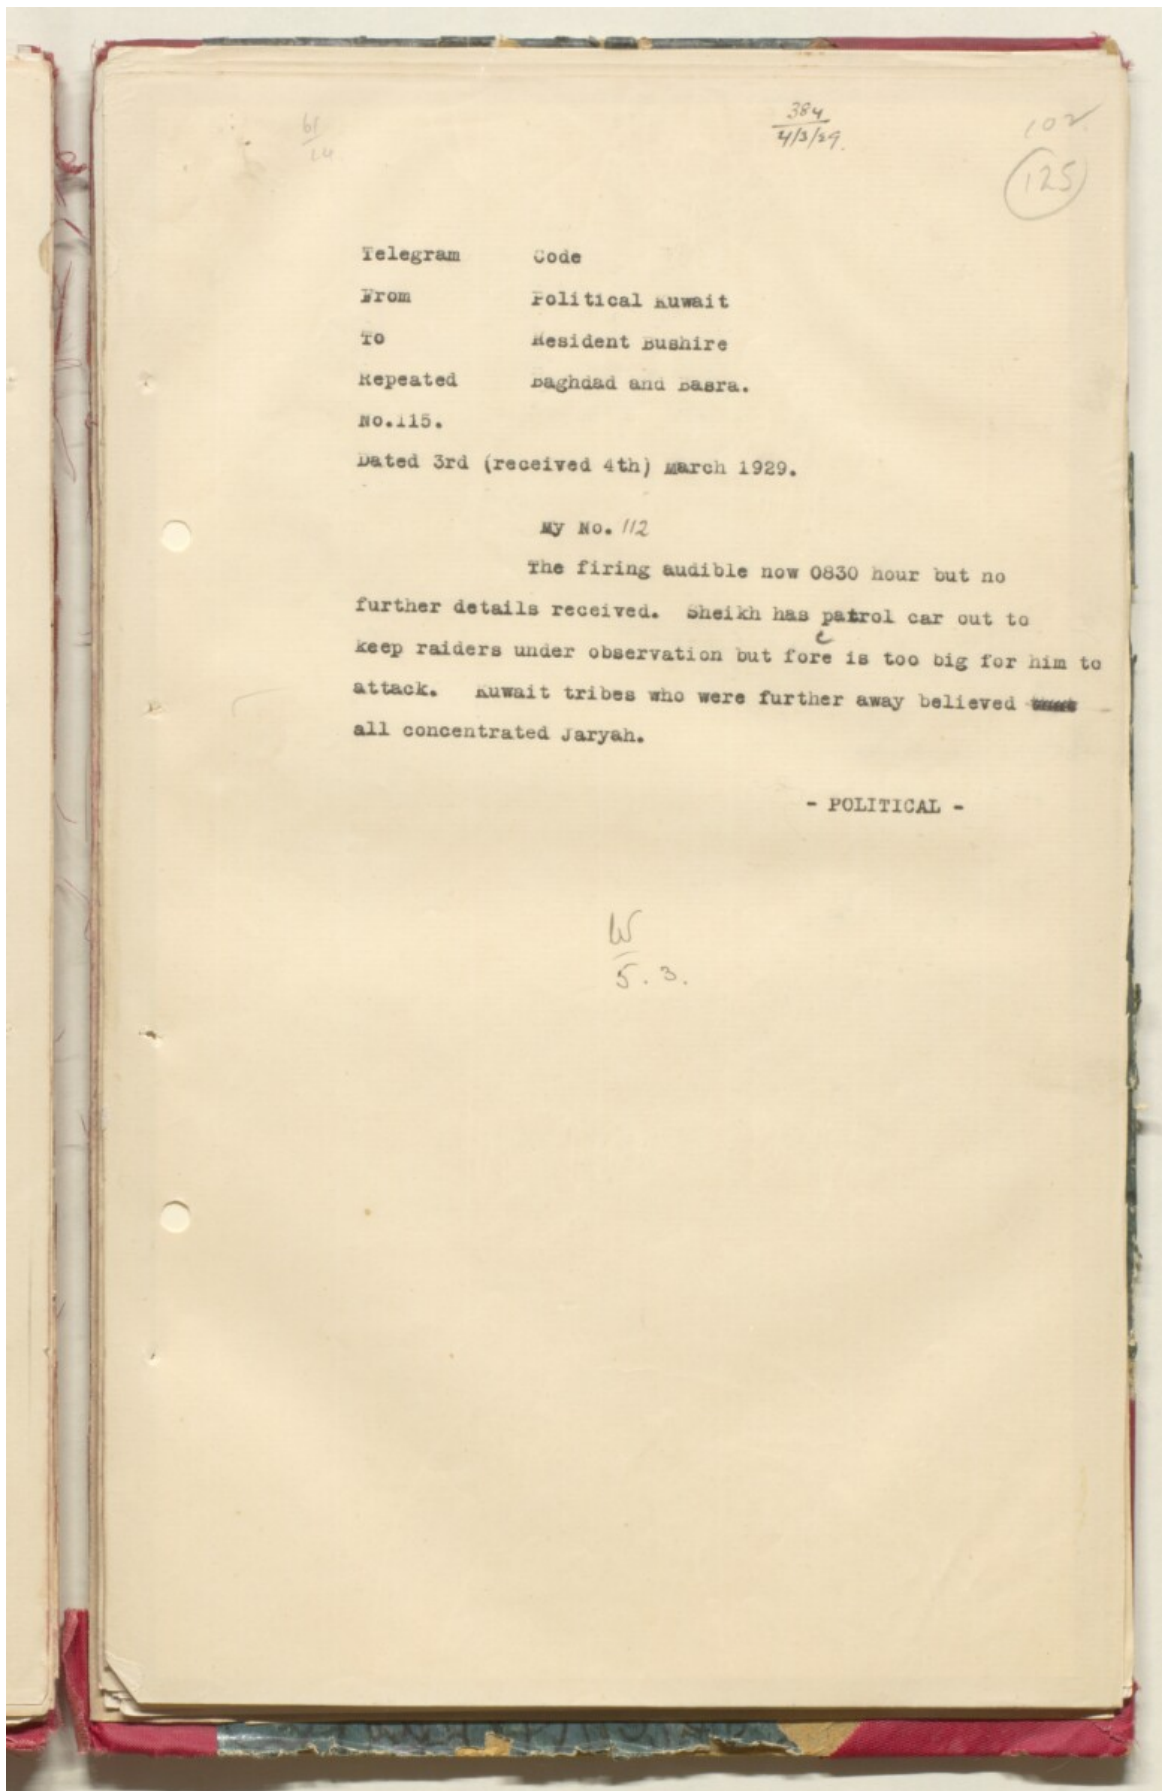 61
14
384
4/3/29.
102
125
Telegram Code
From Political Kuwait
To Resident Bushire
Repeated Baghdad and Basra.
No.115.
Dated 3rd (received 4th) March 1929.
My No. 112
The firing audible now 0830 hour but no
further details received. Sheikh has patrol car out to
c
keep raiders under observation but fore is too big for him to
attack. Kuwait tribes who were further away believed
all concentrated Jaryah.
- POLITICAL -
W
5.3.